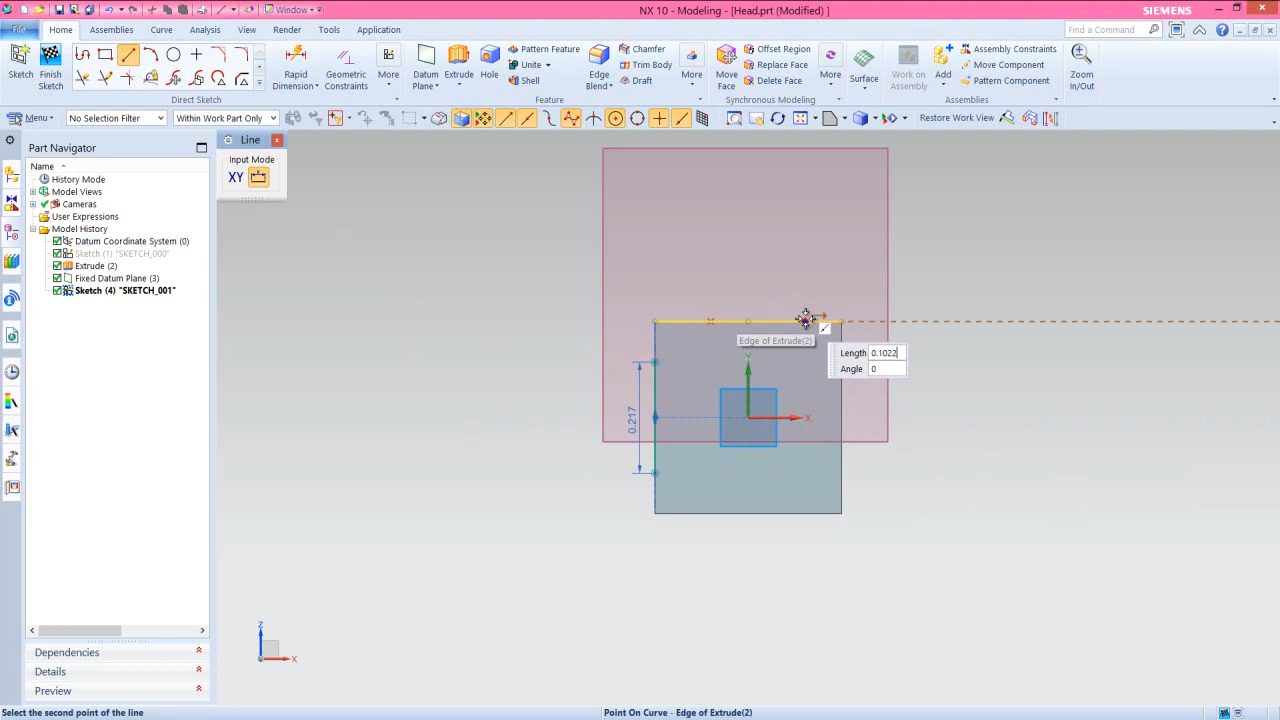 Window
NX 10 - Modeling - [Head.prt (Modified) ]
SIEMENS
File
Home
Assemblies
Curve
Analysis
View
Render
Tools
Application
Find a Command
Sketch
Finish Sketch
Direct Sketch
Rapid Dimension
Geometric Constraints
More
Datum Plane
Extrude
Hole
Pattern Feature
Unite
Shell
Edge Blend
Chamfer
Trim Body
Draft
More
Feature
Move Face
Offset Region
Replace Face
Delete Face
More
Synchronous Modeling
Surface
Work on Assembly
Add
Assembly Constraints
Move Component
Pattern Component
Assemblies
Zoom In/Out
Menu
No Selection Filter
Within Work Part Only
Restore Work View
Part Navigator
Name
History Mode
Model Views
Cameras
User Expressions
Model History
Datum Coordinate System (0)
Sketch (1) "SKETCH_000"
Extrude (2)
Fixed Datum Plane (3)
Sketch (4) "SKETCH_001"
Dependencies
Details
Preview
Line
Input Mode
XY
Edge of Extrude(2)
Length 0.1022
Angle 0
0.217
Y
X
Z
X
Select the second point of the line
Point On Curve - Edge of Extrude(2)